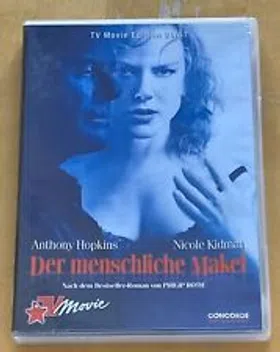 TV Movie Edition
Anthony Hopkins Nicole Kidman
Der menschliche Makel
Nach dem Bestseller-Roman von PHILIP ROTH
TV Movie
CONCORDE